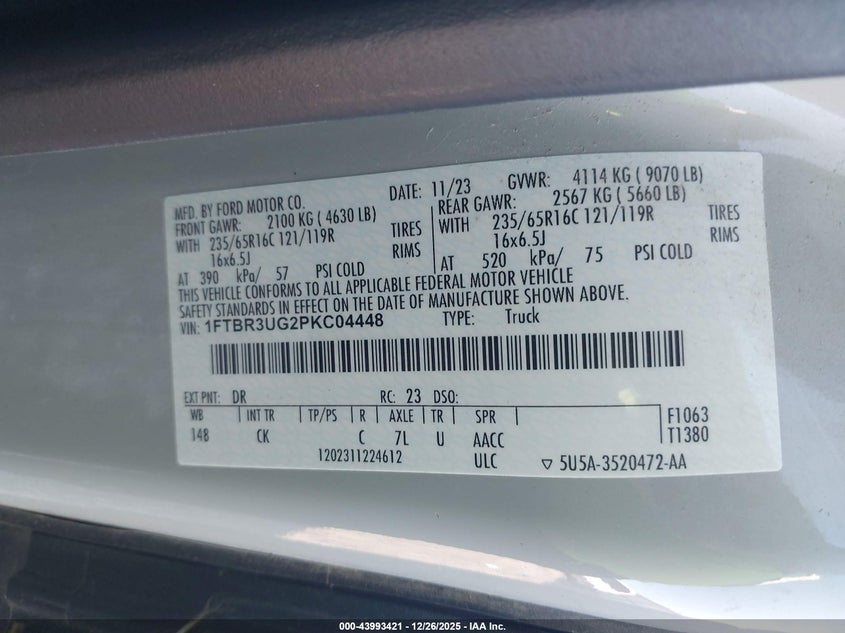 MFD. BY FORD MOTOR CO. DATE: 11/23 GVWR: 4114 KG ( 9070 LB)
FRONT GAWR: 2100 KG ( 4630 LB) REAR GAWR: 2567 KG ( 5660 LB)
WITH 235/65R16C 121/119R TIRES WITH 235/65R16C 121/119R TIRES
16x6.5J RIMS 16x6.5J RIMS
AT 390 kPa/ 57 PSI COLD AT 520 kPa/ 75 PSI COLD
THIS VEHICLE CONFORMS TO ALL APPLICABLE FEDERAL MOTOR VEHICLE
SAFETY STANDARDS IN EFFECT ON THE DATE OF MANUFACTURE SHOWN ABOVE.
VIN: 1FTBR3UG2PKC04448 TYPE: Truck
EXT PNT: DR RC: 23 DSO:
WB INT TR TP/PS R AXLE TR SPR F1063
148 CK C 7L U AACC T1380
1202311224612 ULC ▽ 5U5A-3520472-AA
000-43993421 - 12/26/2025 - IAA Inc.